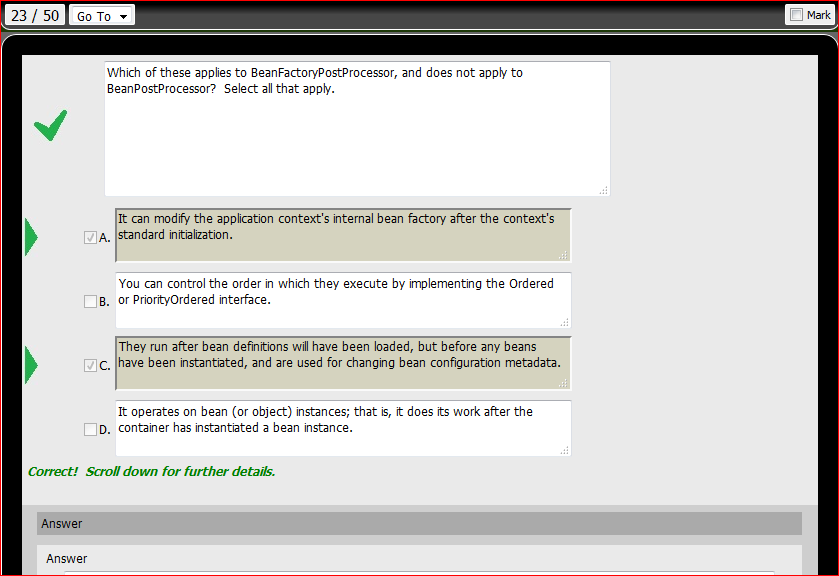 23 / 50
Go To
Mark
Which of these applies to BeanFactoryPostProcessor, and does not apply to
BeanPostProcessor?  Select all that apply.
A.
It can modify the application context's internal bean factory after the context's
standard initialization.
B.
You can control the order in which they execute by implementing the Ordered
or PriorityOrdered interface.
C.
They run after bean definitions will have been loaded, but before any beans
have been instantiated, and are used for changing bean configuration metadata.
D.
It operates on bean (or object) instances; that is, it does its work after the
container has instantiated a bean instance.
Correct!  Scroll down for further details.
Answer
Answer